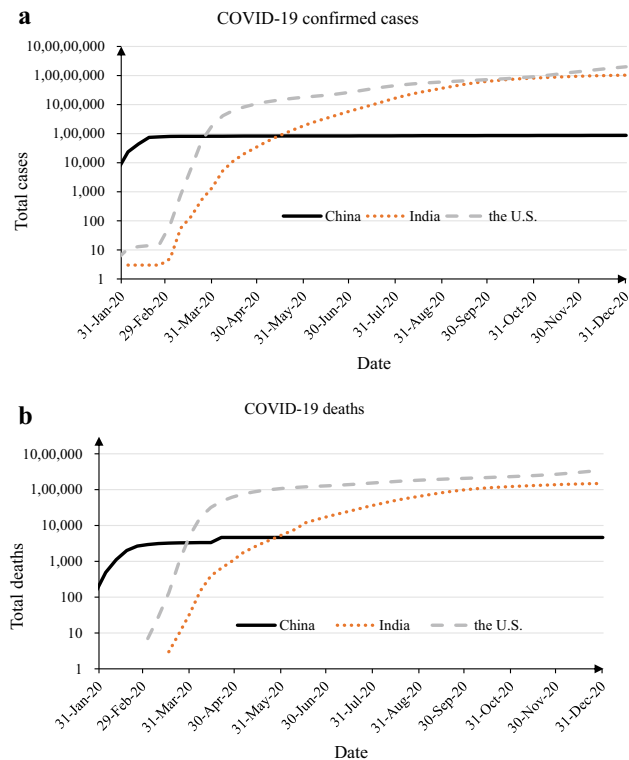 a
COVID-19 confirmed cases
10,00,00,000
1,00,00,000
10,00,000
1,00,000
10,000
1,000
100
10
1
Total cases
China India the U.S.
31-Jan-20 29-Feb-20 31-Mar-20 30-Apr-20 31-May-20 30-Jun-20 31-Jul-20 31-Aug-20 30-Sep-20 31-Oct-20 30-Nov-20 31-Dec-20
Date
b
COVID-19 deaths
10,00,000
1,00,000
10,000
1,000
100
10
1
Total deaths
China India the U.S.
31-Jan-20 29-Feb-20 31-Mar-20 30-Apr-20 31-May-20 30-Jun-20 31-Jul-20 31-Aug-20 30-Sep-20 31-Oct-20 30-Nov-20 31-Dec-20
Date